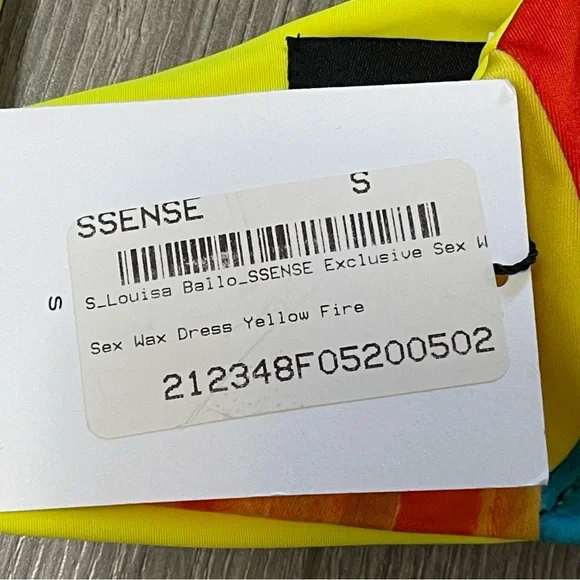 SSENSE S
S
S_Louisa Ballo_SSENSE Exclusive Sex W
Sex Wax Dress Yellow Fire
212348F05200502